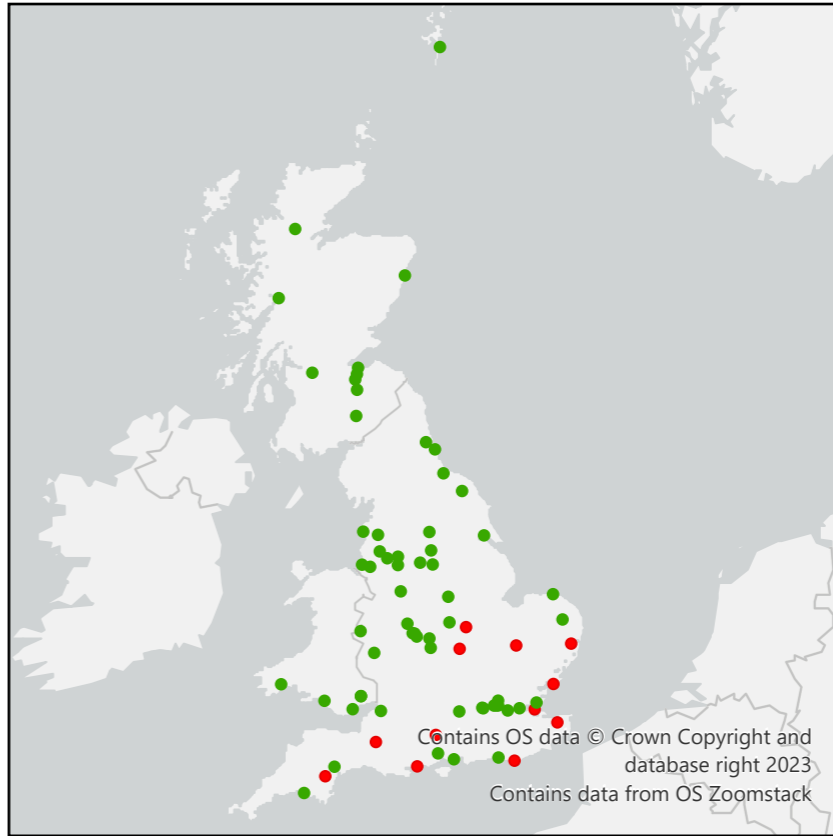 Contains OS data © Crown Copyright and
database right 2023
Contains data from OS Zoomstack